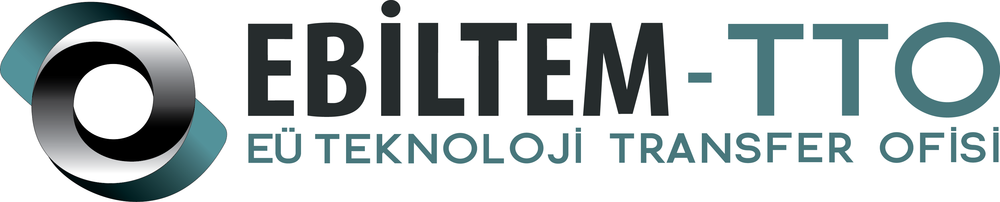 EBİLTEM-TTO
EÜ TEKNOLOJİ TRANSFER OFİSİ